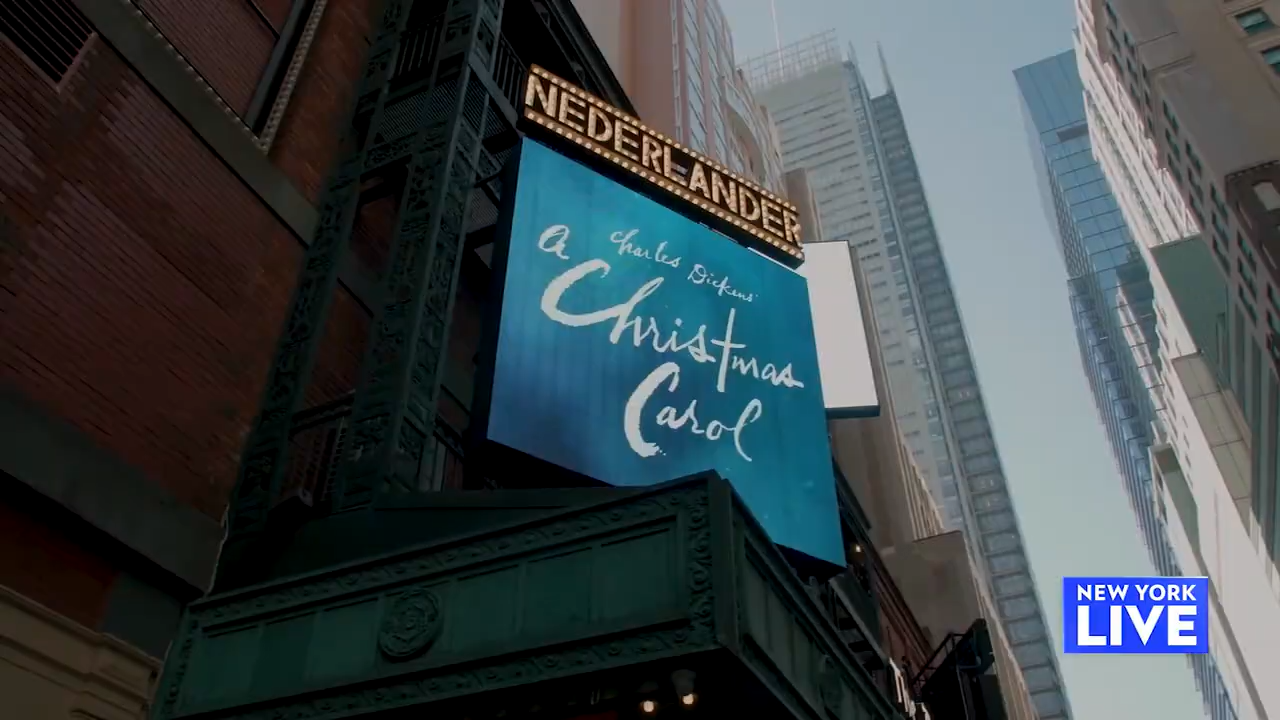 NEDERLANDER
A Charles Dickens'
Christmas
Carol
NEW YORK
LIVE